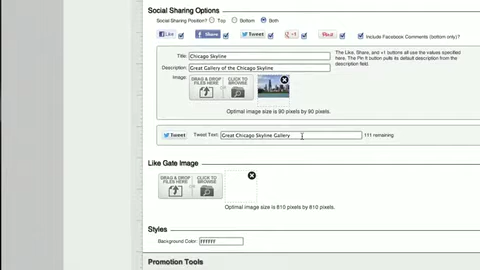 Social Sharing Options
Social Sharing Position? Top Bottom Both
Like Share Tweet +1 Pin it Include Facebook Comments (bottom only)?
Title: Chicago Skyline
The Like, Share, and +1 buttons all use the values specified here. The Pin It button pulls its default description from the description field.
Description: Great Gallery of the Chicago Skyline
Image: DRAG & DROP FILES HERE OR CLICK TO BROWSE
Optimal image size is 90 pixels by 90 pixels.
Tweet Tweet Text: Great Chicago Skyline Gallery 111 remaining
Like Gate Image
DRAG & DROP FILES HERE OR CLICK TO BROWSE
Optimal image size is 810 pixels by 810 pixels.
Styles
Background Color: FFFFFF
Promotion Tools